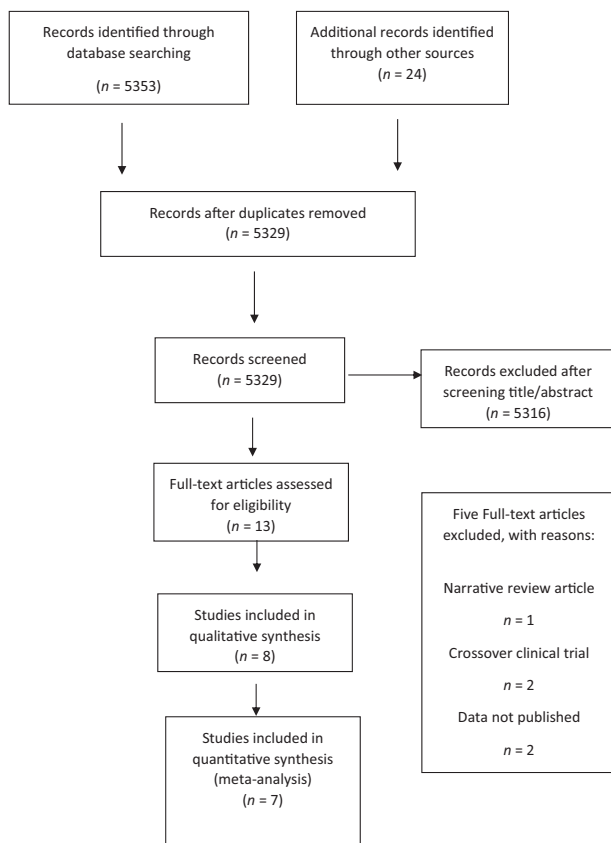 Records identified through
database searching
(n = 5353)
Additional records identified
through other sources
(n = 24)
Records after duplicates removed
(n = 5329)
Records screened
(n = 5329)
Records excluded after
screening title/abstract
(n = 5316)
Full-text articles assessed
for eligibility
(n = 13)
Five Full-text articles
excluded, with reasons:
Narrative review article
n = 1
Crossover clinical trial
n = 2
Data not published
n = 2
Studies included in
qualitative synthesis
(n = 8)
Studies included in
quantitative synthesis
(meta-analysis)
(n = 7)